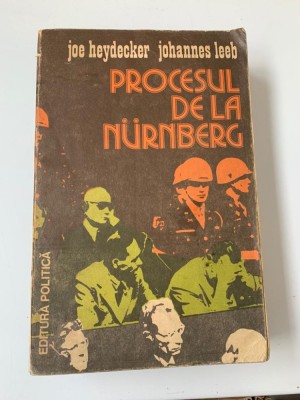 joe heydecker johannes leeb
PROCESUL
DE LA
NÜRNBERG
EDITURA POLITICĂ